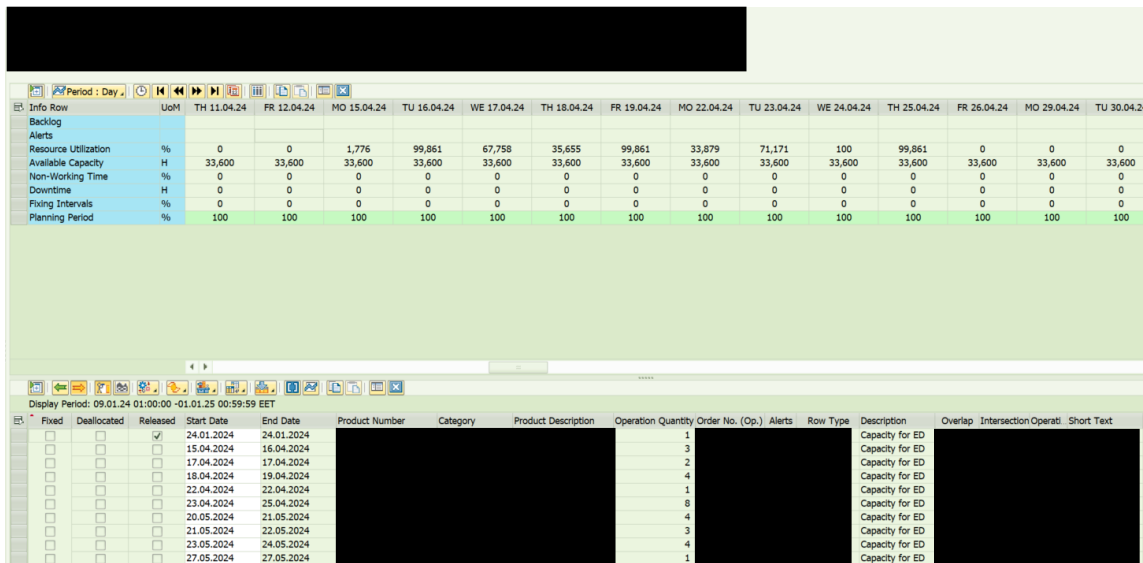 Period : Day
Info Row UoM TH 11.04.24 FR 12.04.24 MO 15.04.24 TU 16.04.24 WE 17.04.24 TH 18.04.24 FR 19.04.24 MO 22.04.24 TU 23.04.24 WE 24.04.24 TH 25.04.24 FR 26.04.24 MO 29.04.24 TU 30.04.2
Backlog
Alerts
Resource Utilization % 0 0 1,776 99,861 67,758 35,655 99,861 33,879 71,171 100 99,861 0 0 0
Available Capacity H 33,600 33,600 33,600 33,600 33,600 33,600 33,600 33,600 33,600 33,600 33,600 33,600 33,600 33,600
Non-Working Time % 0 0 0 0 0 0 0 0 0 0 0 0 0 0
Downtime H 0 0 0 0 0 0 0 0 0 0 0 0 0 0
Fixing Intervals % 0 0 0 0 0 0 0 0 0 0 0 0 0 0
Planning Period % 100 100 100 100 100 100 100 100 100 100 100 100 100 100
Display Period: 09.01.24 01:00:00 -01.01.25 00:59:59 EET
Fixed Deallocated Released Start Date End Date Product Number Category Product Description Operation Quantity Order No. (Op.) Alerts Row Type Description Overlap Intersection Operati.. Short Text
24.01.2024 24.01.2024 1 Capacity for ED
15.04.2024 16.04.2024 3 Capacity for ED
17.04.2024 17.04.2024 2 Capacity for ED
18.04.2024 19.04.2024 4 Capacity for ED
22.04.2024 22.04.2024 1 Capacity for ED
23.04.2024 25.04.2024 8 Capacity for ED
20.05.2024 21.05.2024 4 Capacity for ED
21.05.2024 22.05.2024 3 Capacity for ED
23.05.2024 24.05.2024 4 Capacity for ED
27.05.2024 27.05.2024 1 Capacity for ED